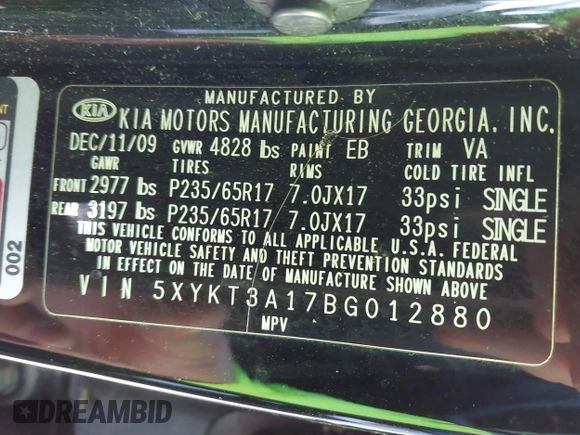 MANUFACTURED BY
KIA KIA MOTORS MANUFACTURING GEORGIA, INC.
DEC/11/09 GVWR 4828 lbs PAINT EB TRIM VA
GAWR TIRES RIMS COLD TIRE INFL
FRONT 2977 lbs P235/65R17 7.0JX17 33psi SINGLE
REAR 3197 lbs P235/65R17 7.0JX17 33psi SINGLE
THIS VEHICLE CONFORMS TO ALL APPLICABLE U.S.A. FEDERAL
MOTOR VEHICLE SAFETY AND THEFT PREVENTION STANDARDS
IN EFFECT ON THE DATE OF MANUFACTURE SHOWN ABOVE
VIN 5XYKT3A17BG012880
MPV
002
DREAMBID